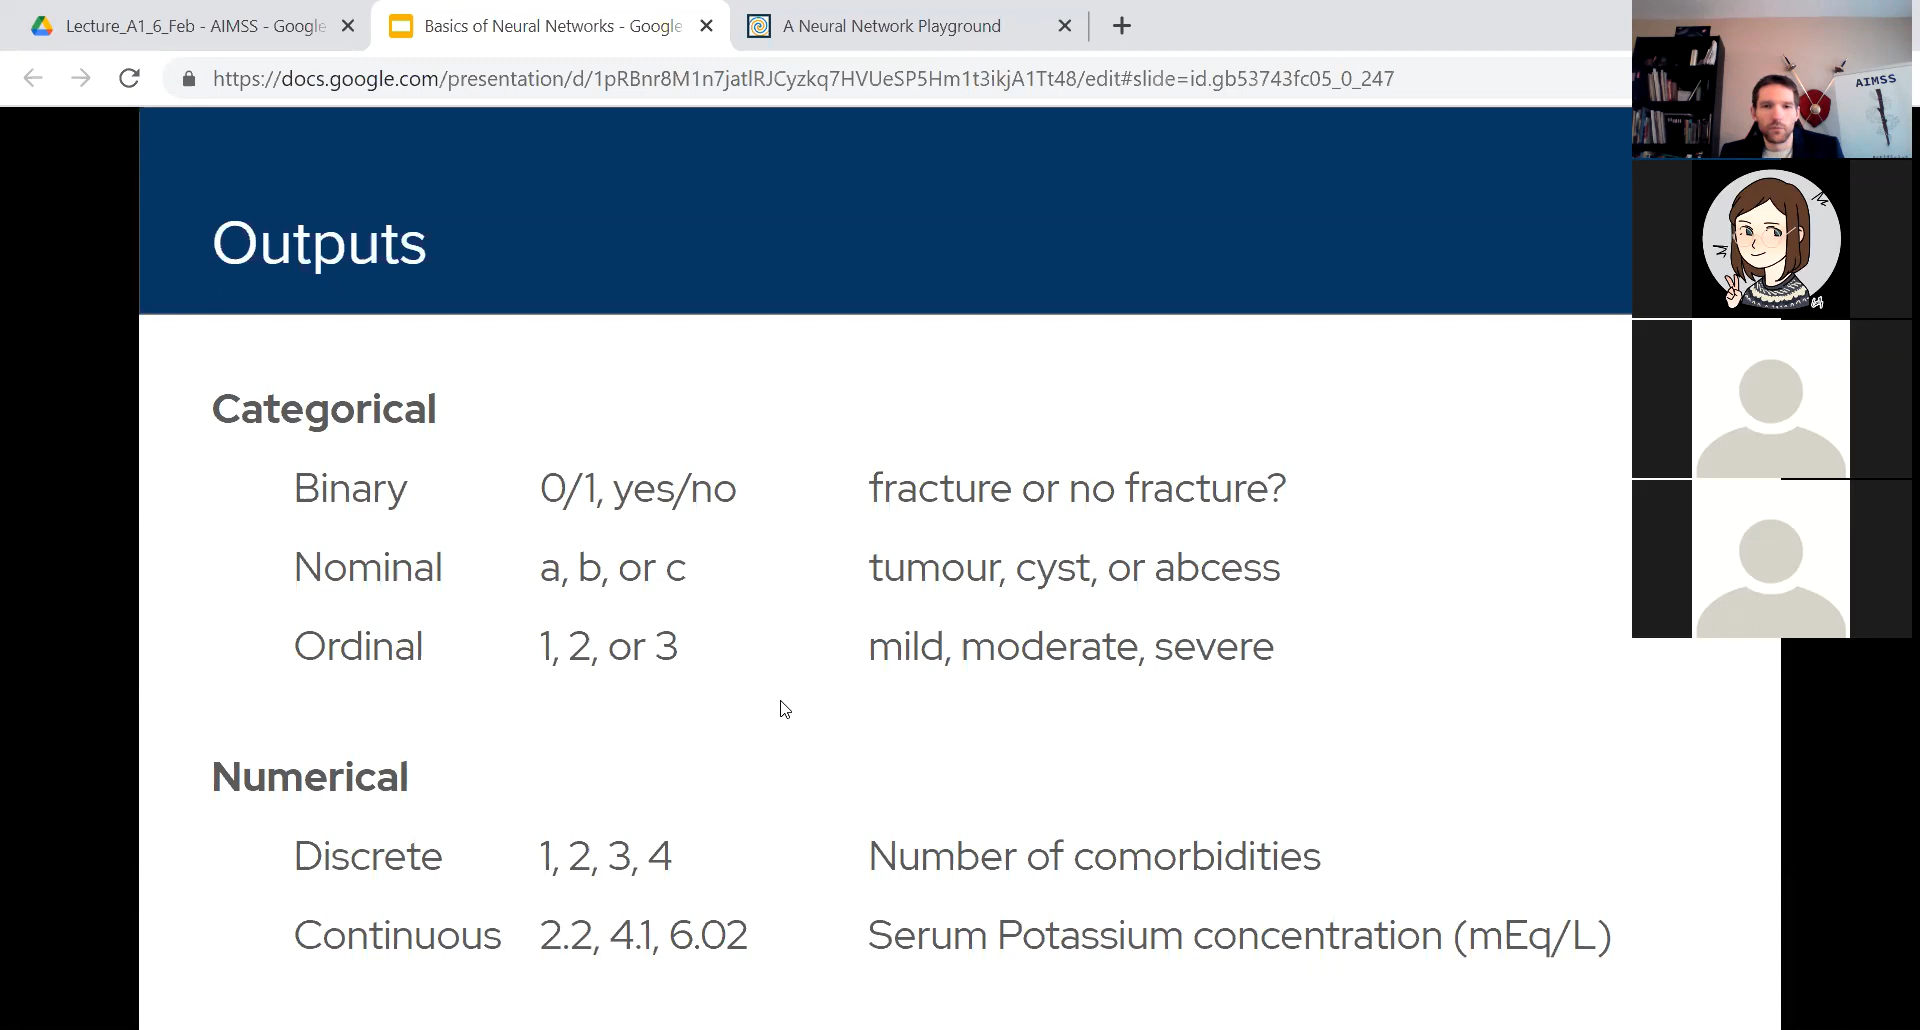 Lecture_A1_6_Feb - AIMSS - Google
Basics of Neural Networks - Google
A Neural Network Playground
https://docs.google.com/presentation/d/1pRBnr8M1n7jatlRJCyzkq7HVUeSP5Hm1t3ikjA1Tt48/edit#slide=id.gb53743fc05_0_247
AIMSS
Outputs
Categorical
Binary 0/1, yes/no fracture or no fracture?
Nominal a, b, or c tumour, cyst, or abcess
Ordinal 1, 2, or 3 mild, moderate, severe
Numerical
Discrete 1, 2, 3, 4 Number of comorbidities
Continuous 2.2, 4.1, 6.02 Serum Potassium concentration (mEq/L)